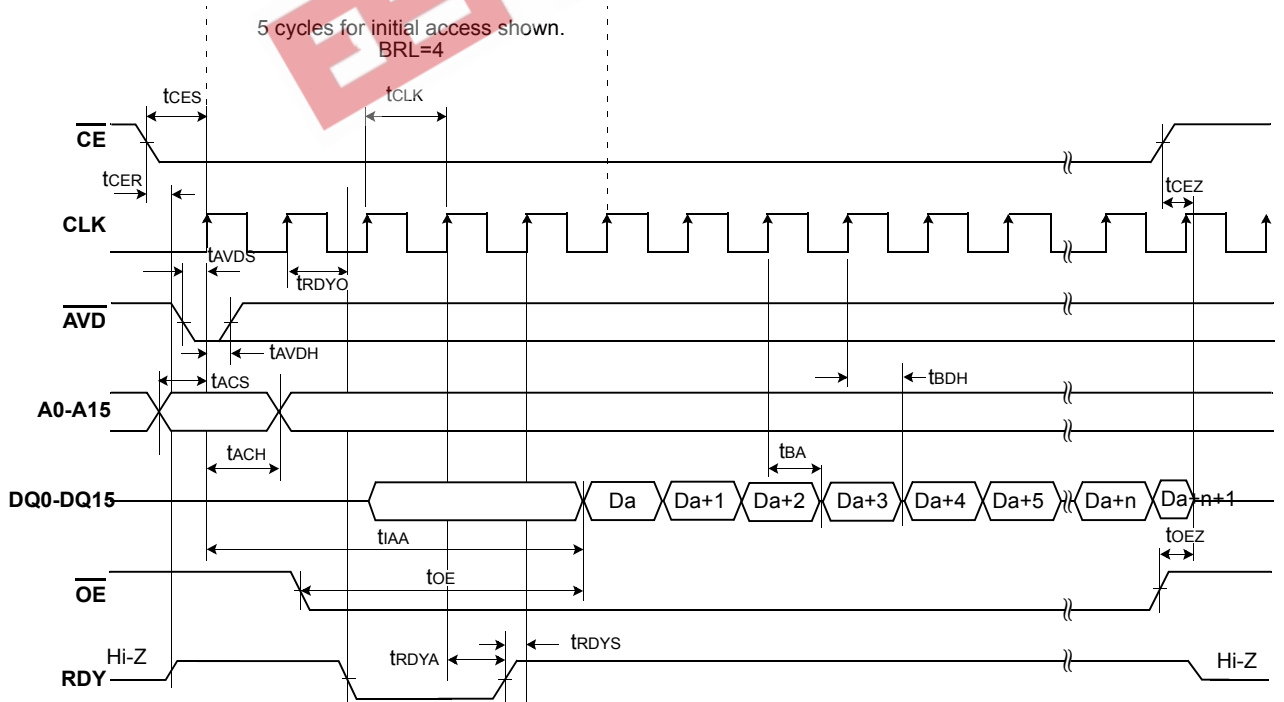 5 cycles for initial access shown.
BRL=4
tCES
tCLK
CE
tCER
tCEZ
CLK
tAVDS
tRDYO
AVD
tAVDH
tACS
tBDH
A0-A15
tACH
tBA
DQ0-DQ15
Da
Da+1
Da+2
Da+3
Da+4
Da+5
Da+n
Da+n+1
tIAA
tOEZ
tOE
OE
tRDYS
Hi-Z
tRDYA
Hi-Z
RDY